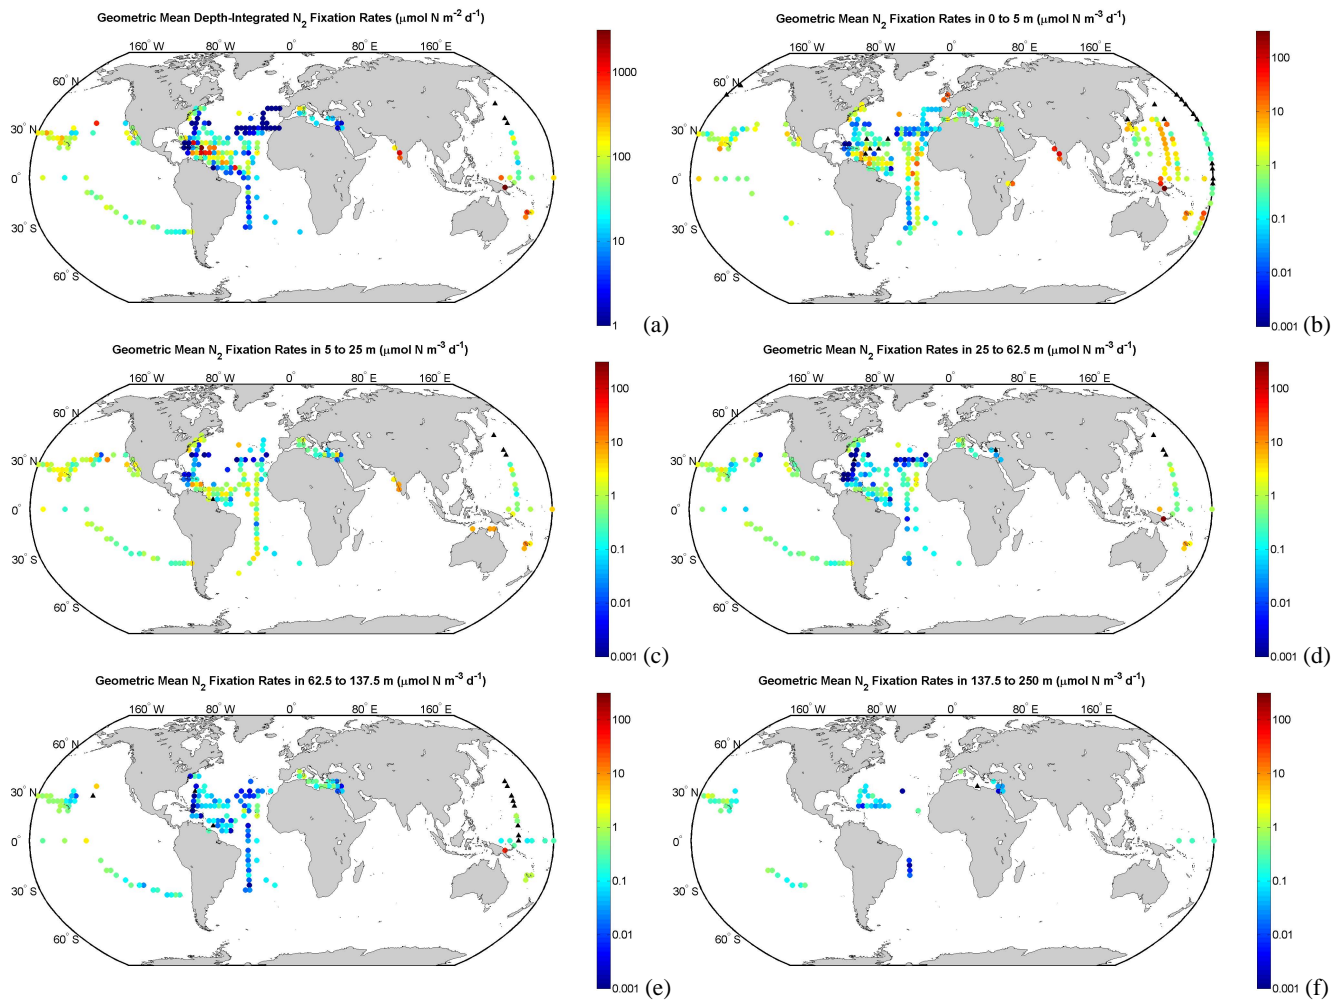 Geometric Mean Depth-Integrated N2 Fixation Rates (μmol N m-2 d-1)
160° W 80° W 0° 80° E 160° E
60° N
30° N
0°
30° S
60° S
1000
100
10
1
(a)
Geometric Mean N2 Fixation Rates in 0 to 5 m (μmol N m-3 d-1)
160° W 80° W 0° 80° E 160° E
60° N
30° N
0°
30° S
60° S
100
10
1
0.1
0.01
0.001
(b)
Geometric Mean N2 Fixation Rates in 5 to 25 m (μmol N m-3 d-1)
160° W 80° W 0° 80° E 160° E
60° N
30° N
0°
30° S
60° S
100
10
1
0.1
0.01
0.001
(c)
Geometric Mean N2 Fixation Rates in 25 to 62.5 m (μmol N m-3 d-1)
160° W 80° W 0° 80° E 160° E
60° N
30° N
0°
30° S
60° S
100
10
1
0.1
0.01
0.001
(d)
Geometric Mean N2 Fixation Rates in 62.5 to 137.5 m (μmol N m-3 d-1)
160° W 80° W 0° 80° E 160° E
60° N
30° N
0°
30° S
60° S
100
10
1
0.1
0.01
0.001
(e)
Geometric Mean N2 Fixation Rates in 137.5 to 250 m (μmol N m-3 d-1)
160° W 80° W 0° 80° E 160° E
60° N
30° N
0°
30° S
60° S
100
10
1
0.1
0.01
0.001
(f)